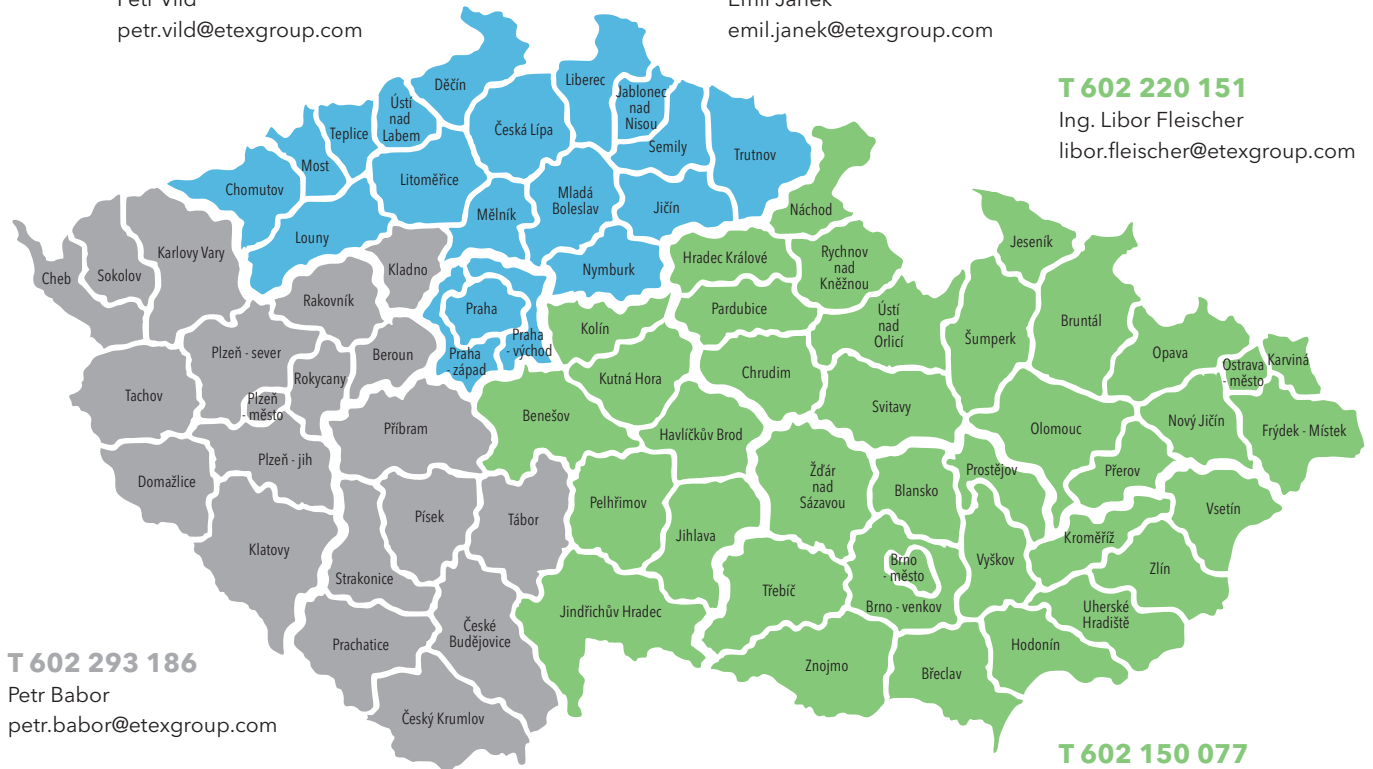 Petr Vild
petr.vild@etexgroup.com
Emil Janek
emil.janek@etexgroup.com
T 602 220 151
Ing. Libor Fleischer
libor.fleischer@etexgroup.com
Děčín
Liberec
Ústí
nad
Labem
Jablonec
nad
Nisou
Teplice
Česká Lípa
Semily
Trutnov
Most
Litoměřice
Chomutov
Mladá
Boleslav
Jičín
Mělník
Náchod
Louny
Jeseník
Karlovy Vary
Hradec Králové
Rychnov
nad
Kněžnou
Kladno
Nymburk
Cheb
Sokolov
Rakovník
Praha
Pardubice
Ústí
nad
Orlicí
Bruntál
Kolín
Šumperk
Praha
- východ
Plzeň - sever
Beroun
Praha
- západ
Opava
Ostrava
- město
Karviná
Rokycany
Kutná Hora
Chrudim
Tachov
Plzeň
- město
Svitavy
Benešov
Příbram
Havlíčkův Brod
Olomouc
Nový Jičín
Frýdek - Místek
Plzeň - jih
Domažlice
Žďár
nad
Sázavou
Prostějov
Přerov
Blansko
Pelhřimov
Písek
Tábor
Vsetín
Jihlava
Kroměříž
Klatovy
Brno
- město
Vyškov
Zlín
Strakonice
Třebíč
Brno - venkov
Jindřichův Hradec
Uherské
Hradiště
České
Budějovice
Prachatice
Hodonín
Znojmo
Břeclav
Český Krumlov
T 602 293 186
Petr Babor
petr.babor@etexgroup.com
T 602 150 077